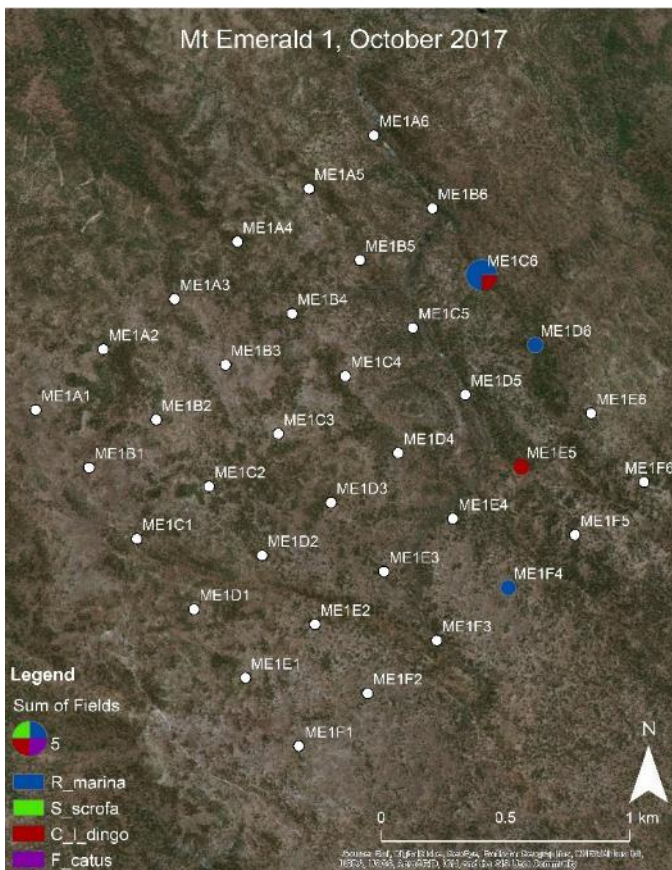 Mt Emerald 1, October 2017
ME1A6
ME1A5
ME1B6
ME1A4
ME1B5
ME1C6
ME1A3
ME1B4
ME1C5
ME1D6
ME1A2
ME1B3
ME1C4
ME1D5
ME1A1
ME1B2
ME1E6
ME1C3
ME1B1
ME1D4
ME1E5
ME1C2
ME1F6
ME1D3
ME1E4
ME1C1
ME1F5
ME1D2
ME1E3
ME1F4
ME1D1
ME1E2
ME1F3
ME1E1
ME1F2
ME1F1
Legend
Sum of Fields
5
R_marina
S_scrofa
C_l_dingo
F_catus
N
0 0.5 1 km